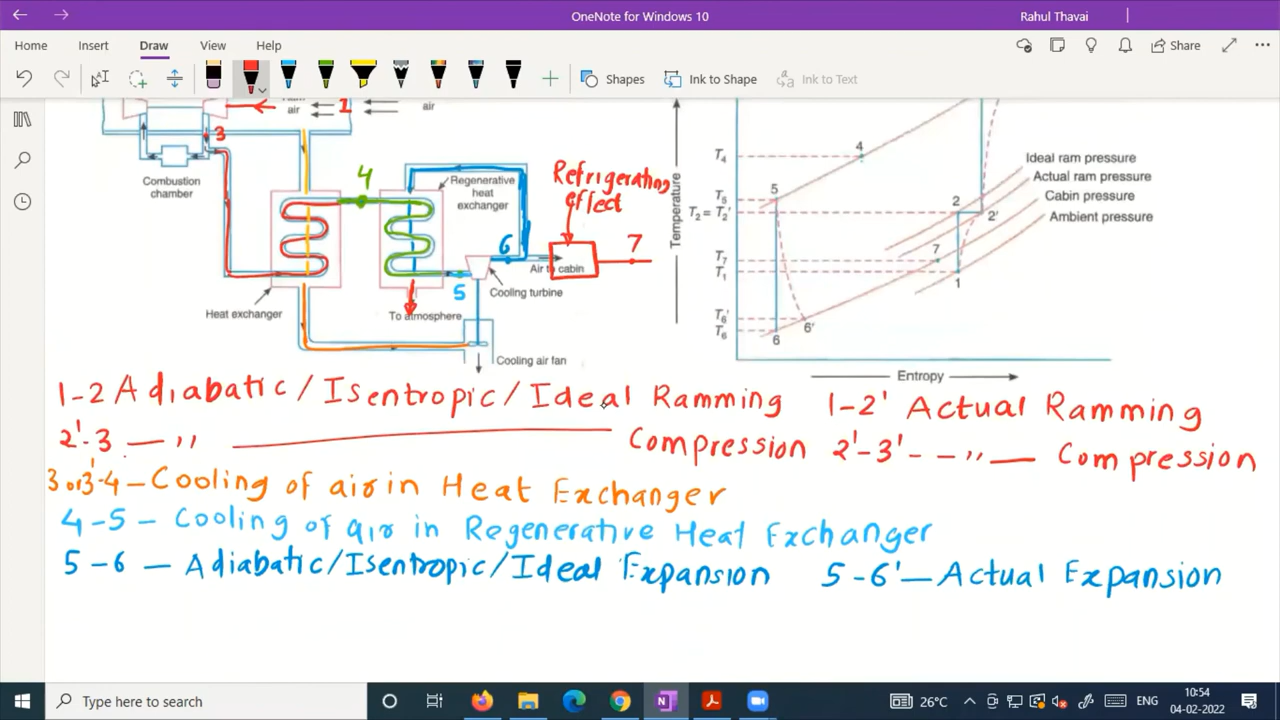 OneNote for Windows 10
Rahul Thavai
Home Insert Draw View Help
Share
Shapes
Ink to Shape
Ink to Text
air
1
air
3
Combustion
chamber
4
Regenerative
heat
exchanger
Refrigerating
effect
6
7
Air to cabin
5
Cooling turbine
Heat exchanger
To atmosphere
Cooling air fan
Temperature
T4
T5
T2 = T2'
T7
T1
T6'
T6
4
5
2
2'
7
1
6'
6
Ideal ram pressure
Actual ram pressure
Cabin pressure
Ambient pressure
Entropy
1-2 Adiabatic/Isentropic/Ideal Ramming 1-2' Actual Ramming
2'-3 — ,, ——— Compression 2'-3' - - ,, — Compression
3 or 3'-4 – Cooling of air in Heat Exchanger
4-5 - Cooling of air in Regenerative Heat Exchanger
5-6 — Adiabatic/Isentropic/Ideal Expansion 5-6' — Actual Expansion
Type here to search
26°C
ENG
10:54
04-02-2022